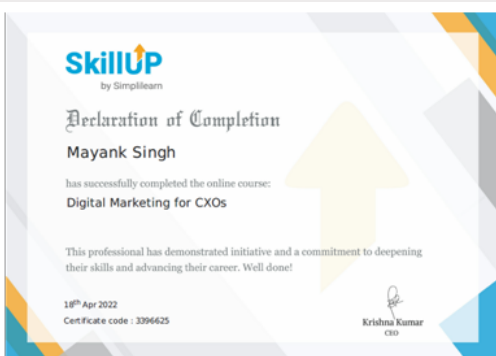 SkillUP
by Simplilearn
Declaration of Completion
Mayank Singh
has successfully completed the online course:
Digital Marketing for CXOs
This professional has demonstrated initiative and a commitment to deepening
their skills and advancing their career. Well done!
18th Apr 2022
Certificate code : 3396625
Krishna Kumar
CEO